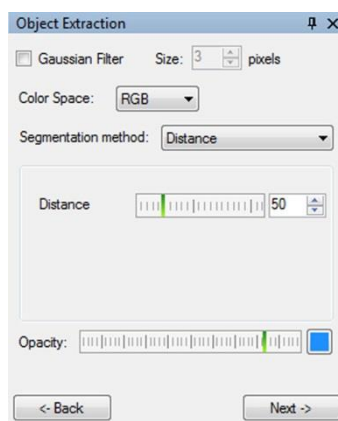 Object Extraction
Gaussian Filter Size: 3 pixels
Color Space: RGB
Segmentation method: Distance
Distance 50
Opacity:
<- Back Next ->